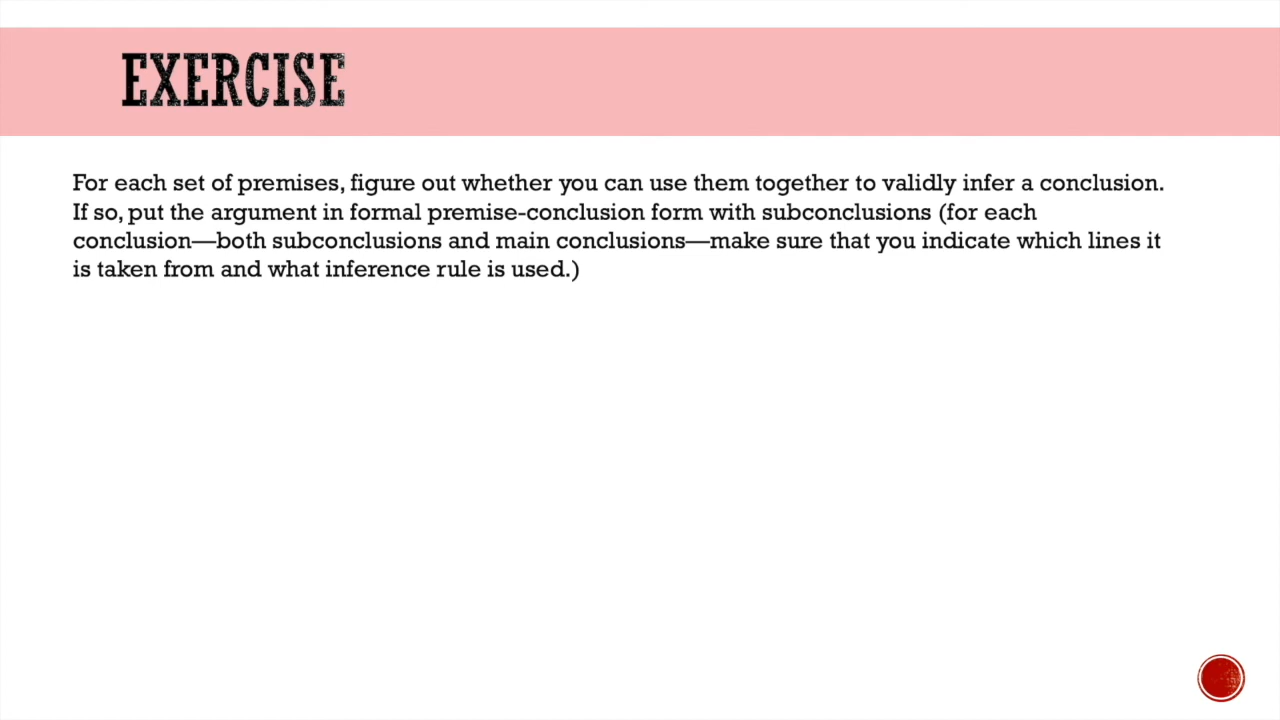 EXERCISE
For each set of premises, figure out whether you can use them together to validly infer a conclusion.
If so, put the argument in formal premise-conclusion form with subconclusions (for each
conclusion—both subconclusions and main conclusions—make sure that you indicate which lines it
is taken from and what inference rule is used.)